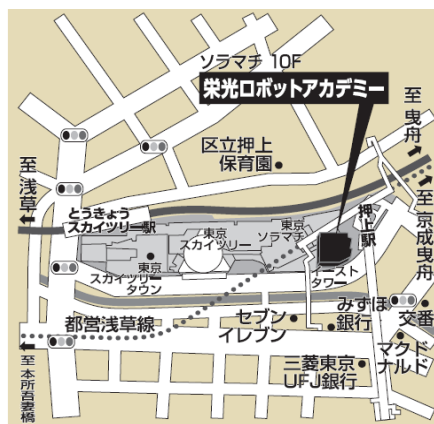 ソラマチ 10F
栄光ロボットアカデミー
至曳舟
区立押上
保育園
至浅草
とうきょう
スカイツリー駅
東京
スカイツリー
東京
ソラマチ
押上駅
至京成曳舟
東京
スカイツリー
タウン
イースト
タワー
都営浅草線
セブン
イレブン
みずほ
銀行
交番
マクド
ナルド
三菱東京
UFJ銀行
至本所吾妻橋